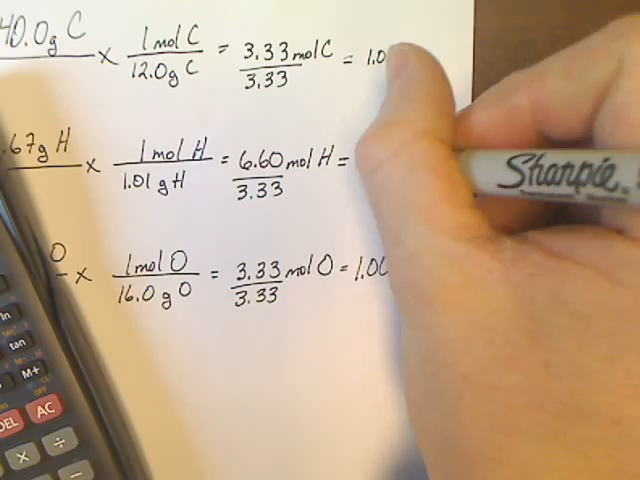 40.0g C × 1 mol C / 12.0g C = 3.33 mol C / 3.33 = 1.0
.67g H × 1 mol H / 1.01 g H = 6.60 mol H / 3.33 =
O × 1 mol O / 16.0 g O = 3.33 mol O / 3.33 = 1.00
Sharpie
ln
tan
M+
DEL AC
× ÷
−